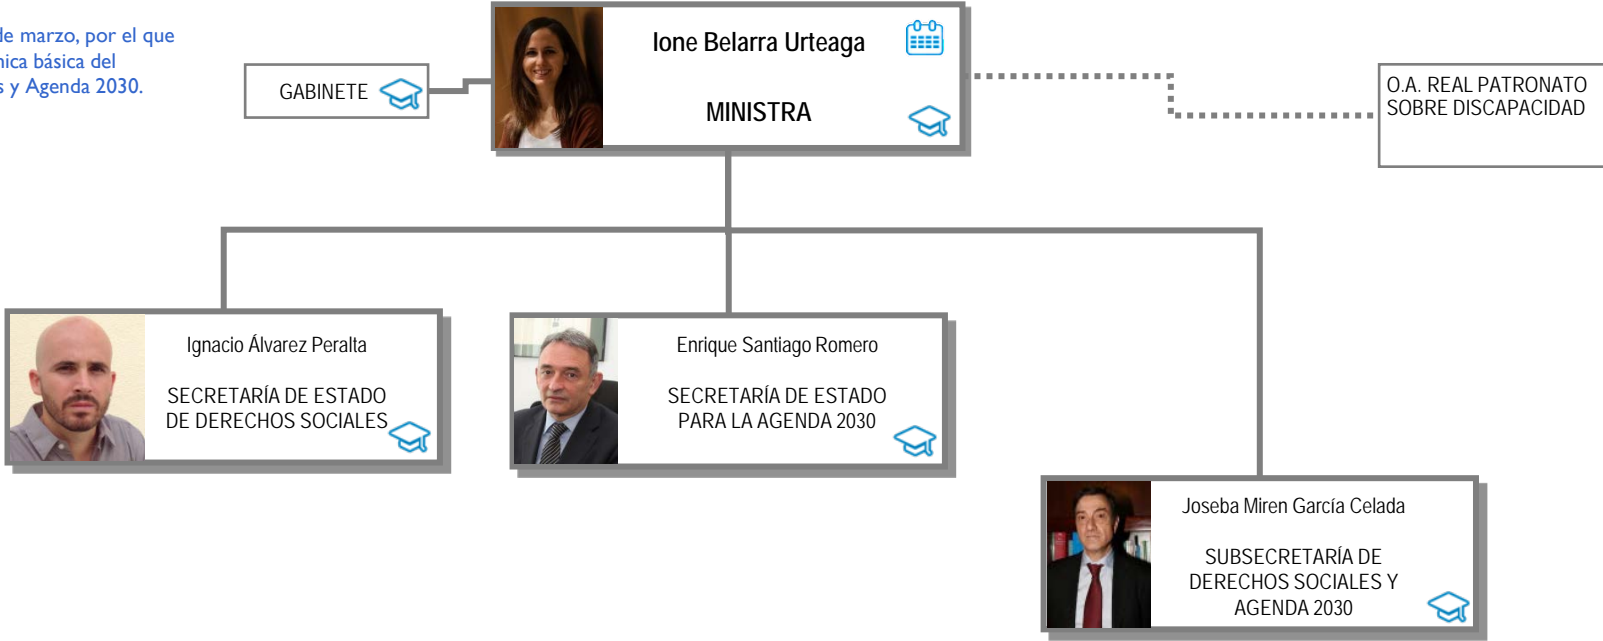 de marzo, por el que
nica básica del
s y Agenda 2030.
GABINETE
Ione Belarra Urteaga
MINISTRA
O.A. REAL PATRONATO
SOBRE DISCAPACIDAD
Ignacio Álvarez Peralta
SECRETARÍA DE ESTADO
DE DERECHOS SOCIALES
Enrique Santiago Romero
SECRETARÍA DE ESTADO
PARA LA AGENDA 2030
Joseba Miren García Celada
SUBSECRETARÍA DE
DERECHOS SOCIALES Y
AGENDA 2030